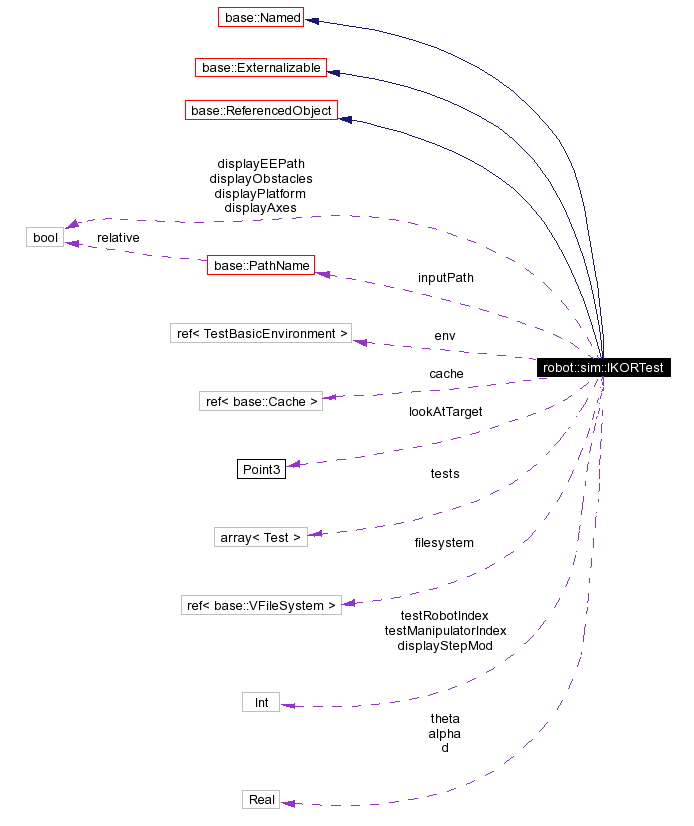 base::Named
base::Externalizable
base::ReferencedObject
displayEEPath
displayObstacles
displayPlatform
displayAxes
bool
relative
base::PathName
inputPath
ref< TestBasicEnvironment >
env
robot::sim::IKORTest
cache
ref< base::Cache >
lookAtTarget
Point3
tests
array< Test >
filesystem
ref< base::VFileSystem >
testRobotIndex
testManipulatorIndex
displayStepMod
Int
theta
alpha
d
Real